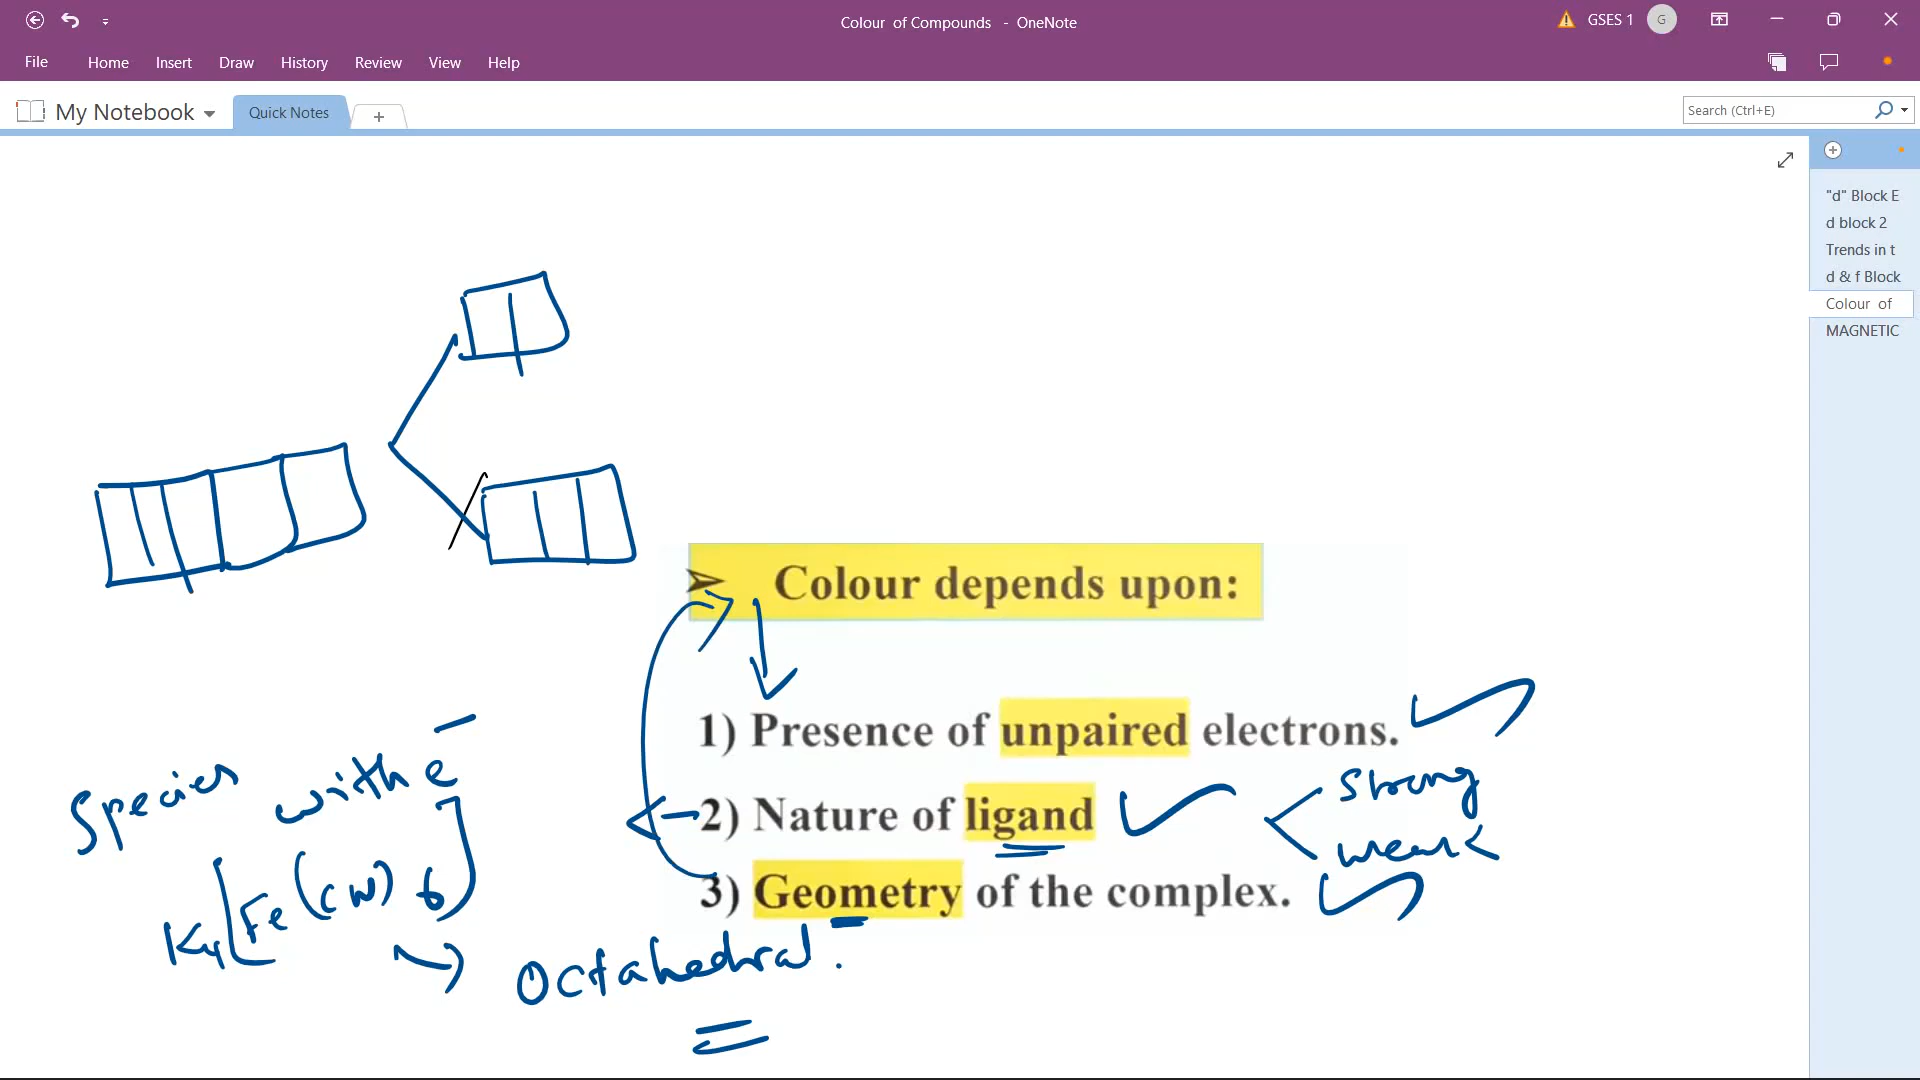 Colour of Compounds - OneNote
GSES 1
G
File Home Insert Draw History Review View Help
My Notebook
Quick Notes
+
Search (Ctrl+E)
"d" Block E
d block 2
Trends in t
d & f Block
Colour of
MAGNETIC
➢ Colour depends upon:
1) Presence of unpaired electrons.
2) Nature of ligand
strong
weak
3) Geometry of the complex.
Species with e⁻
K4[Fe(CN)6]
Octahedral.